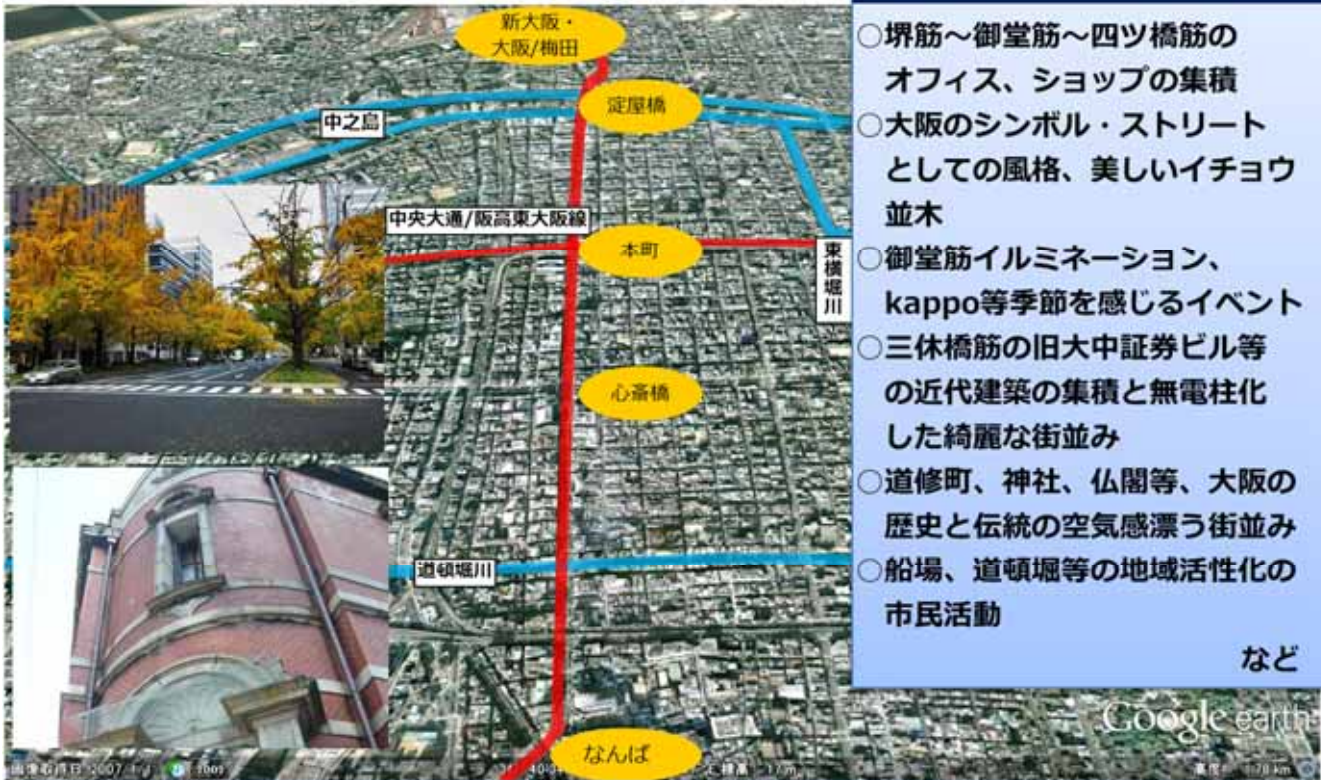 新大阪・
大阪/梅田
淀屋橋
中之島
中央大通/阪高東大阪線
本町
東横堀川
心斎橋
道頓堀川
なんば
○堺筋～御堂筋～四ツ橋筋の
オフィス、ショップの集積
○大阪のシンボル・ストリート
としての風格、美しいイチョウ
並木
○御堂筋イルミネーション、
kappo等季節を感じるイベント
○三休橋筋の旧大中証券ビル等
の近代建築の集積と無電柱化
した綺麗な街並み
○道修町、神社、仏閣等、大阪の
歴史と伝統の空気感漂う街並み
○船場、道頓堀等の地域活性化の
市民活動
など
Google earth